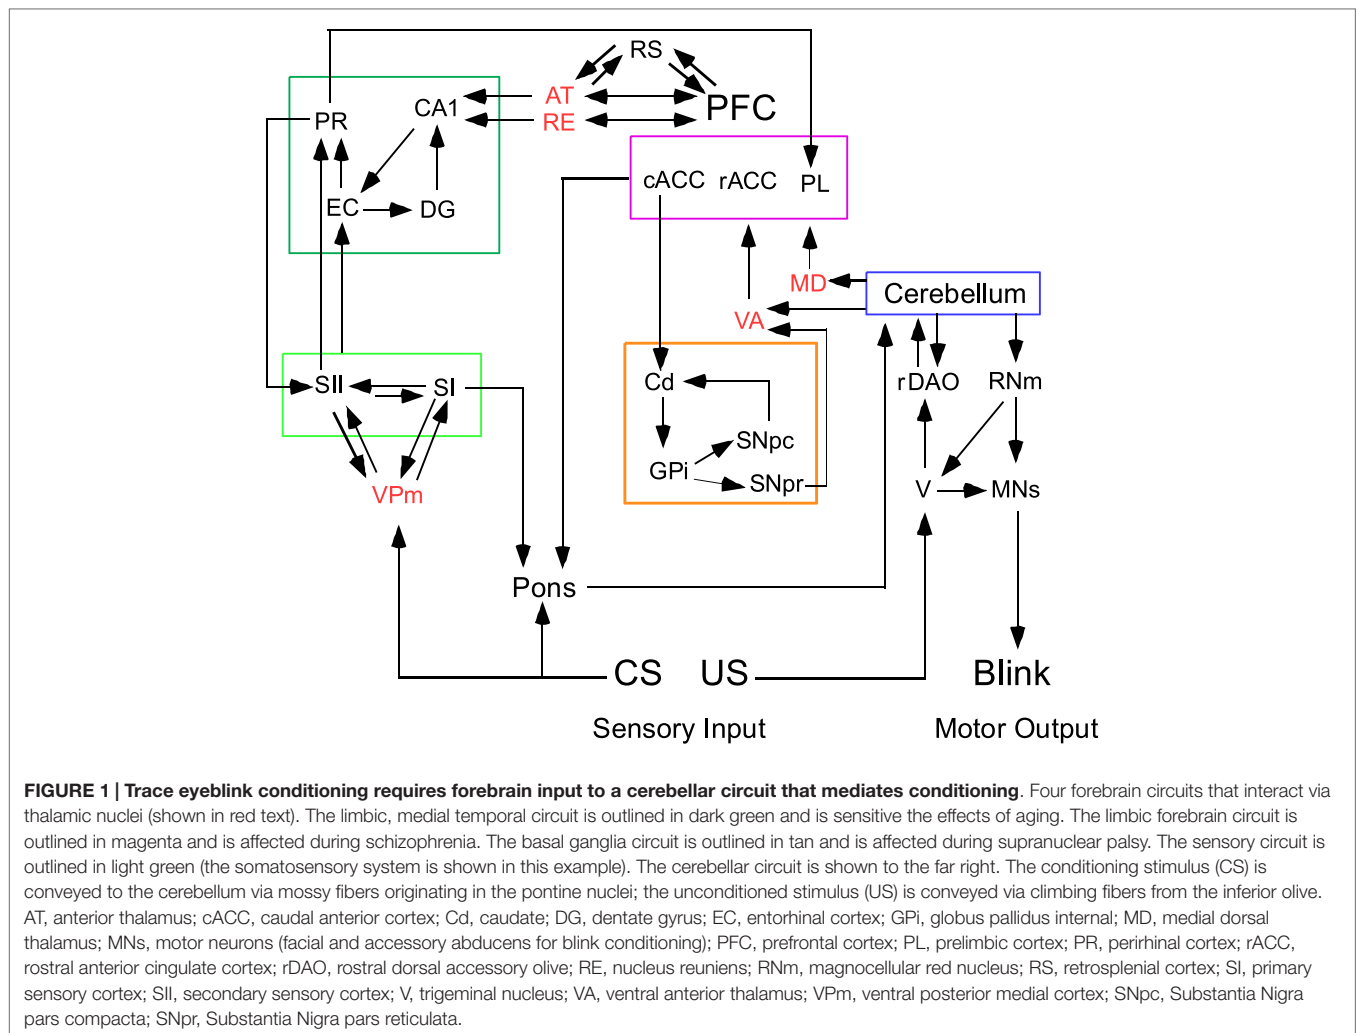 RS
AT
PFC
CA1
PR
RE
cACC rACC PL
EC
DG
MD
Cerebellum
VA
SII
SI
Cd
rDAO
RNm
SNpc
GPi
SNpr
VPm
V
MNs
Pons
CS US
Blink
Sensory Input
Motor Output
FIGURE 1 | Trace eyeblink conditioning requires forebrain input to a cerebellar circuit that mediates conditioning. Four forebrain circuits that interact via
thalamic nuclei (shown in red text). The limbic, medial temporal circuit is outlined in dark green and is sensitive the effects of aging. The limbic forebrain circuit is
outlined in magenta and is affected during schizophrenia. The basal ganglia circuit is outlined in tan and is affected during supranuclear palsy. The sensory circuit is
outlined in light green (the somatosensory system is shown in this example). The cerebellar circuit is shown to the far right. The conditioning stimulus (CS) is
conveyed to the cerebellum via mossy fibers originating in the pontine nuclei; the unconditioned stimulus (US) is conveyed via climbing fibers from the inferior olive.
AT, anterior thalamus; cACC, caudal anterior cortex; Cd, caudate; DG, dentate gyrus; EC, entorhinal cortex; GPi, globus pallidus internal; MD, medial dorsal
thalamus; MNs, motor neurons (facial and accessory abducens for blink conditioning); PFC, prefrontal cortex; PL, prelimbic cortex; PR, perirhinal cortex; rACC,
rostral anterior cingulate cortex; rDAO, rostral dorsal accessory olive; RE, nucleus reuniens; RNm, magnocellular red nucleus; RS, retrosplenial cortex; SI, primary
sensory cortex; SII, secondary sensory cortex; V, trigeminal nucleus; VA, ventral anterior thalamus; VPm, ventral posterior medial cortex; SNpc, Substantia Nigra
pars compacta; SNpr, Substantia Nigra pars reticulata.